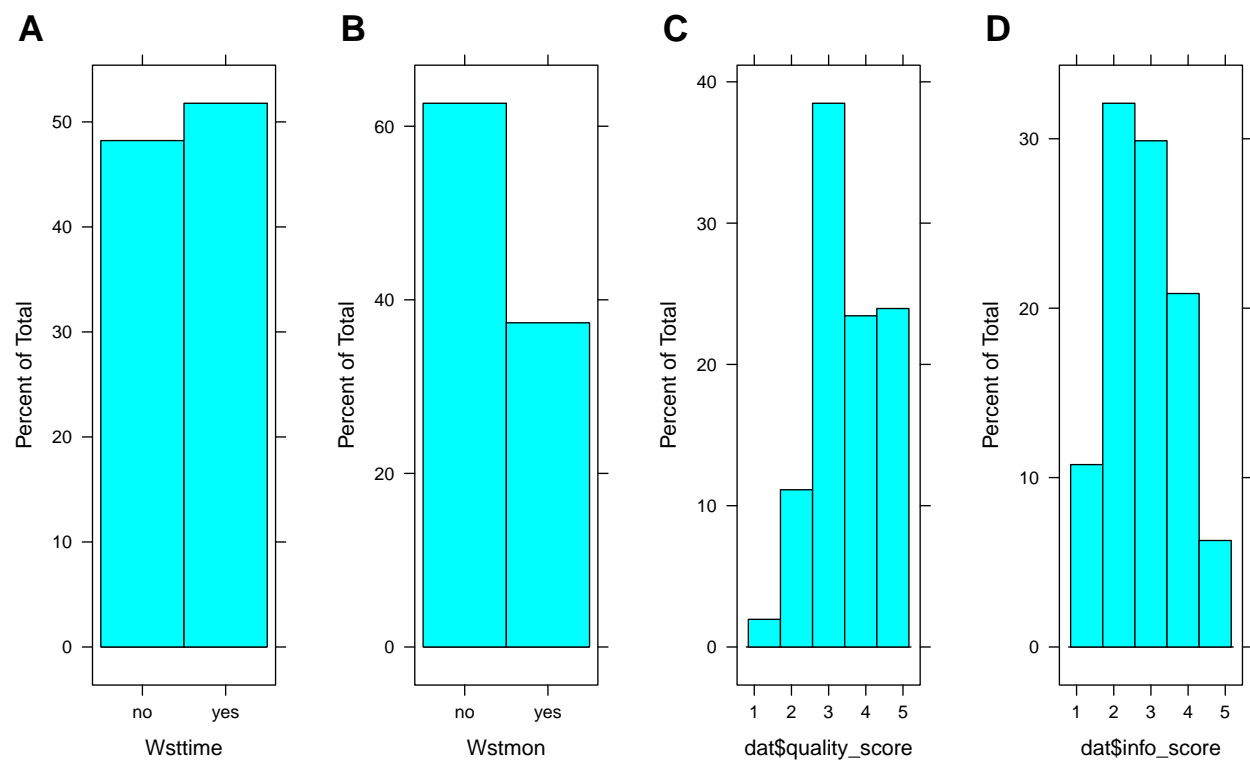 A
B
C
D
Percent of Total
50
40
30
20
10
0
no yes
Wsttime
Percent of Total
60
40
20
0
no yes
Wstmon
Percent of Total
40
30
20
10
0
1 2 3 4 5
dat$quality_score
Percent of Total
30
20
10
0
1 2 3 4 5
dat$info_score